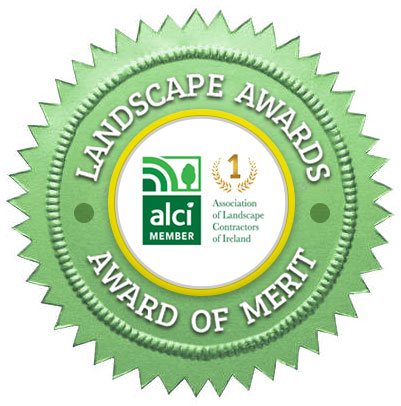 LANDSCAPE AWARDS
alci
MEMBER
1
Association
of Landscape
Contractors
of Ireland
AWARD OF MERIT